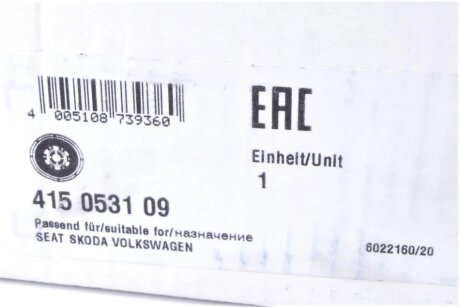 4 005108 739360
EAC
Einheit/Unit
1
415 0531 09
Passend für/suitable for/назначение
SEAT SKODA VOLKSWAGEN
6022160/20